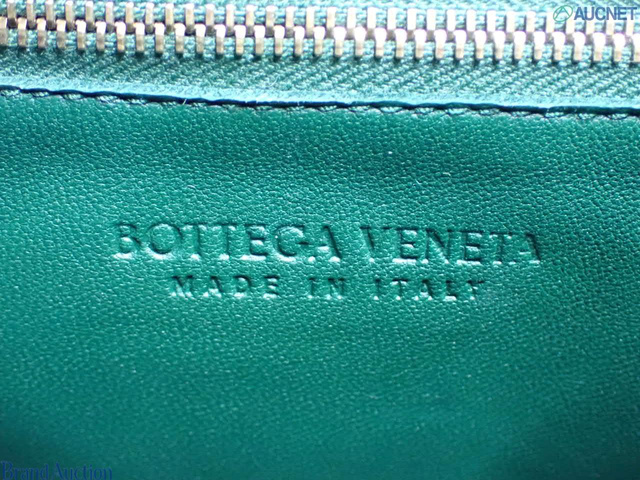 AUCNET
BOTTEGA VENETA
MADE IN ITALY
Brand Auction